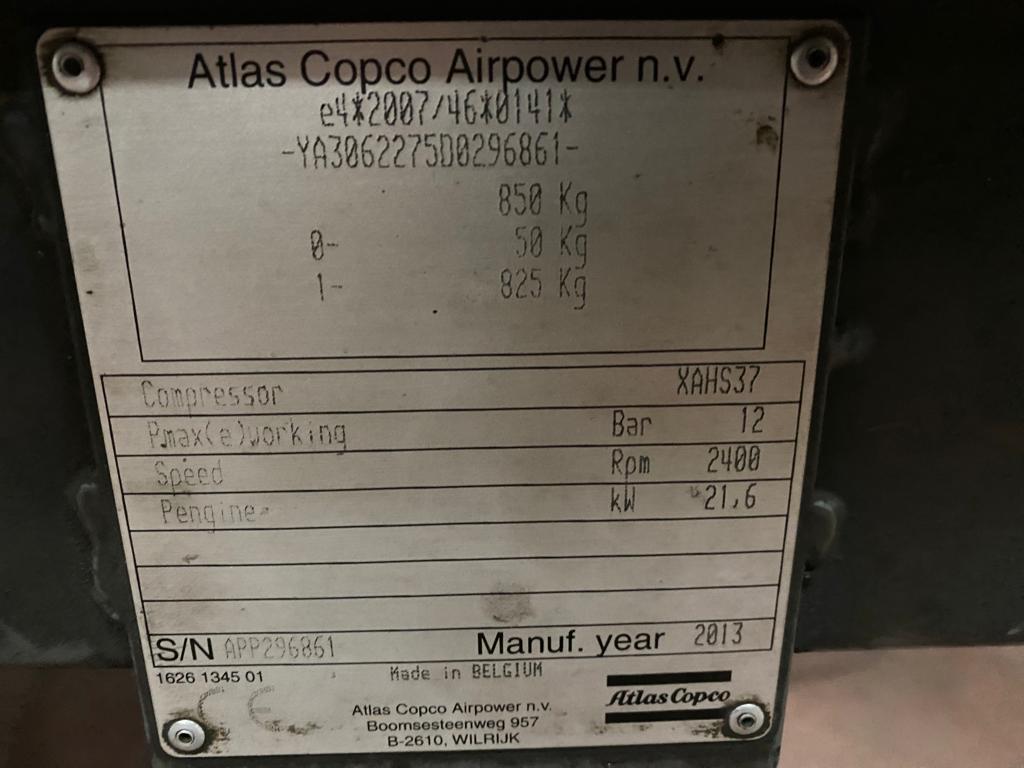 Atlas Copco Airpower n.v.
e4*2007/46*0141*
-YA3062275D0296861-
850 Kg
0- 50 Kg
1- 825 Kg
Compressor XAHS37
Pmax(e)working Bar 12
Speed Rpm 2400
Pengine kW 21,6
S/N APP296861 Manuf. year 2013
1626 1345 01 Made in BELGIUM
CE
Atlas Copco Airpower n.v.
Boomsesteenweg 957
B-2610, WILRIJK
Atlas Copco